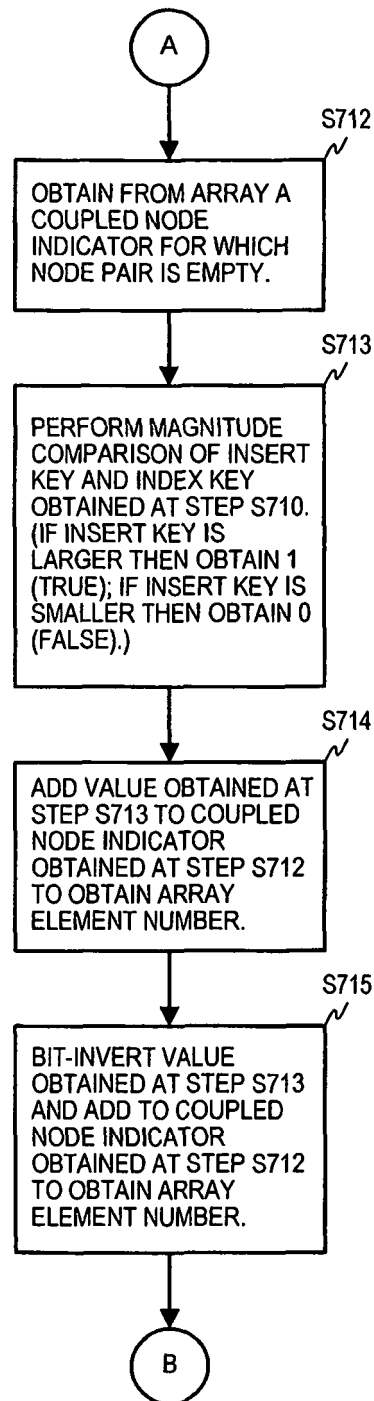 A
S712
OBTAIN FROM ARRAY A
COUPLED NODE
INDICATOR FOR WHICH
NODE PAIR IS EMPTY.
S713
PERFORM MAGNITUDE
COMPARISON OF INSERT
KEY AND INDEX KEY
OBTAINED AT STEP S710.
(IF INSERT KEY IS
LARGER THEN OBTAIN 1
(TRUE); IF INSERT KEY IS
SMALLER THEN OBTAIN 0
(FALSE).)
S714
ADD VALUE OBTAINED AT
STEP S713 TO COUPLED
NODE INDICATOR
OBTAINED AT STEP S712
TO OBTAIN ARRAY
ELEMENT NUMBER.
S715
BIT-INVERT VALUE
OBTAINED AT STEP S713
AND ADD TO COUPLED
NODE INDICATOR
OBTAINED AT STEP S712
TO OBTAIN ARRAY
ELEMENT NUMBER.
B